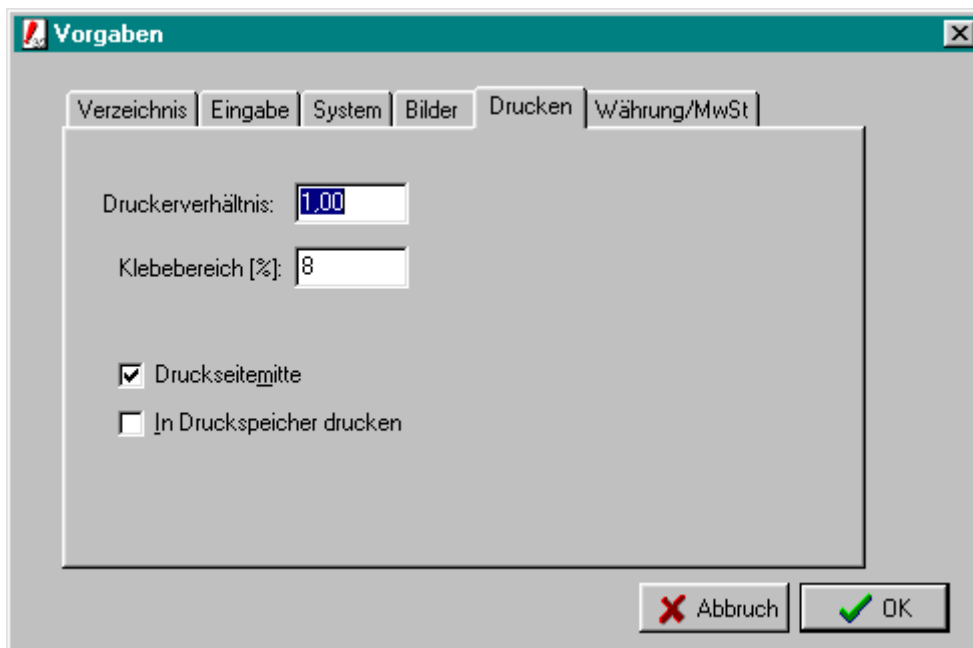 Vorgaben
Verzeichnis Eingabe System Bilder Drucken Währung/MwSt
Druckerverhältnis: 1,00
Klebebereich [%]: 8
Druckseitemitte
In Druckspeicher drucken
Abbruch OK